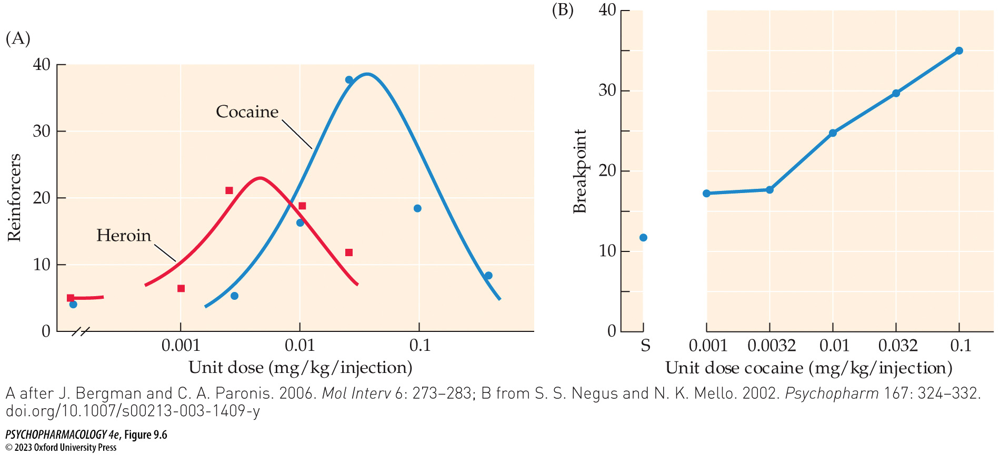 (A)
40
30
20
10
0
Reinforcers
Cocaine
Heroin
0.001 0.01 0.1
Unit dose (mg/kg/injection)
(B)
40
30
20
10
0
Breakpoint
S 0.001 0.0032 0.01 0.032 0.1
Unit dose cocaine (mg/kg/injection)
A after J. Bergman and C. A. Paronis. 2006. Mol Interv 6: 273–283; B from S. S. Negus and N. K. Mello. 2002. Psychopharm 167: 324–332.
doi.org/10.1007/s00213-003-1409-y
PSYCHOPHARMACOLOGY 4e, Figure 9.6
© 2023 Oxford University Press